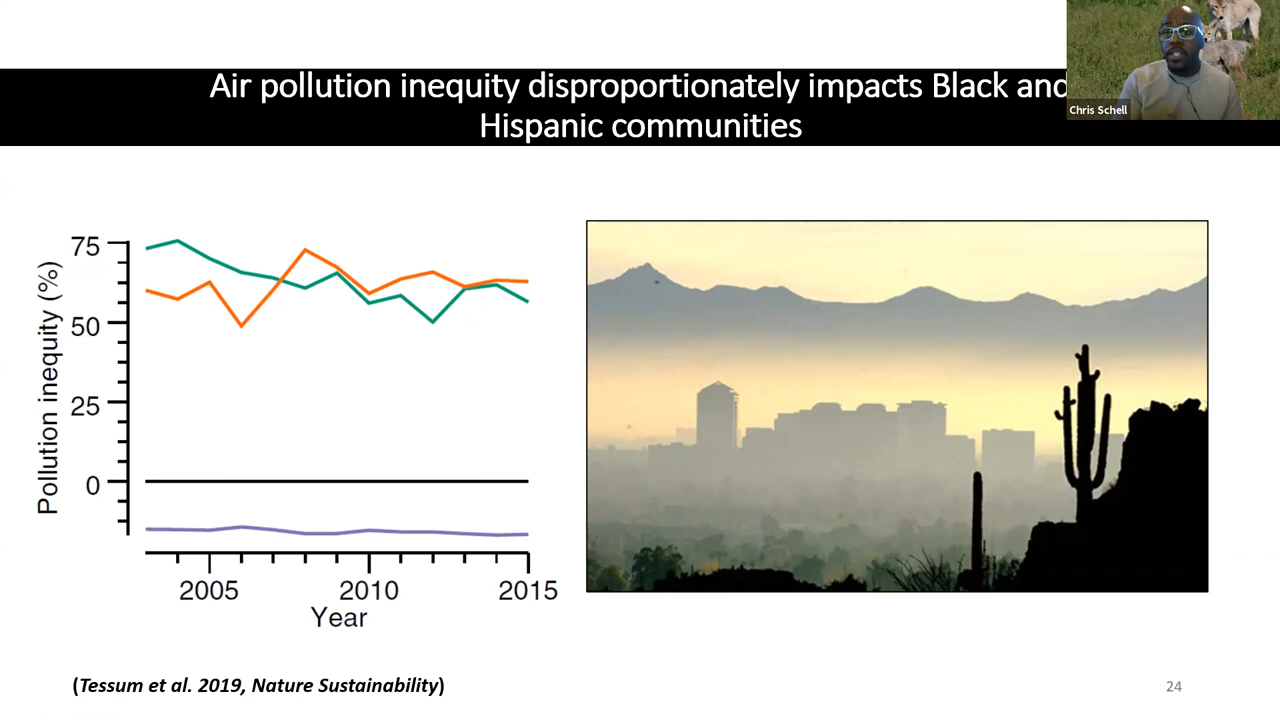 Air pollution inequity disproportionately impacts Black and
Hispanic communities
Chris Schell
Pollution inequity (%)
75
50
25
0
2005
2010
2015
Year
(Tessum et al. 2019, Nature Sustainability)
24